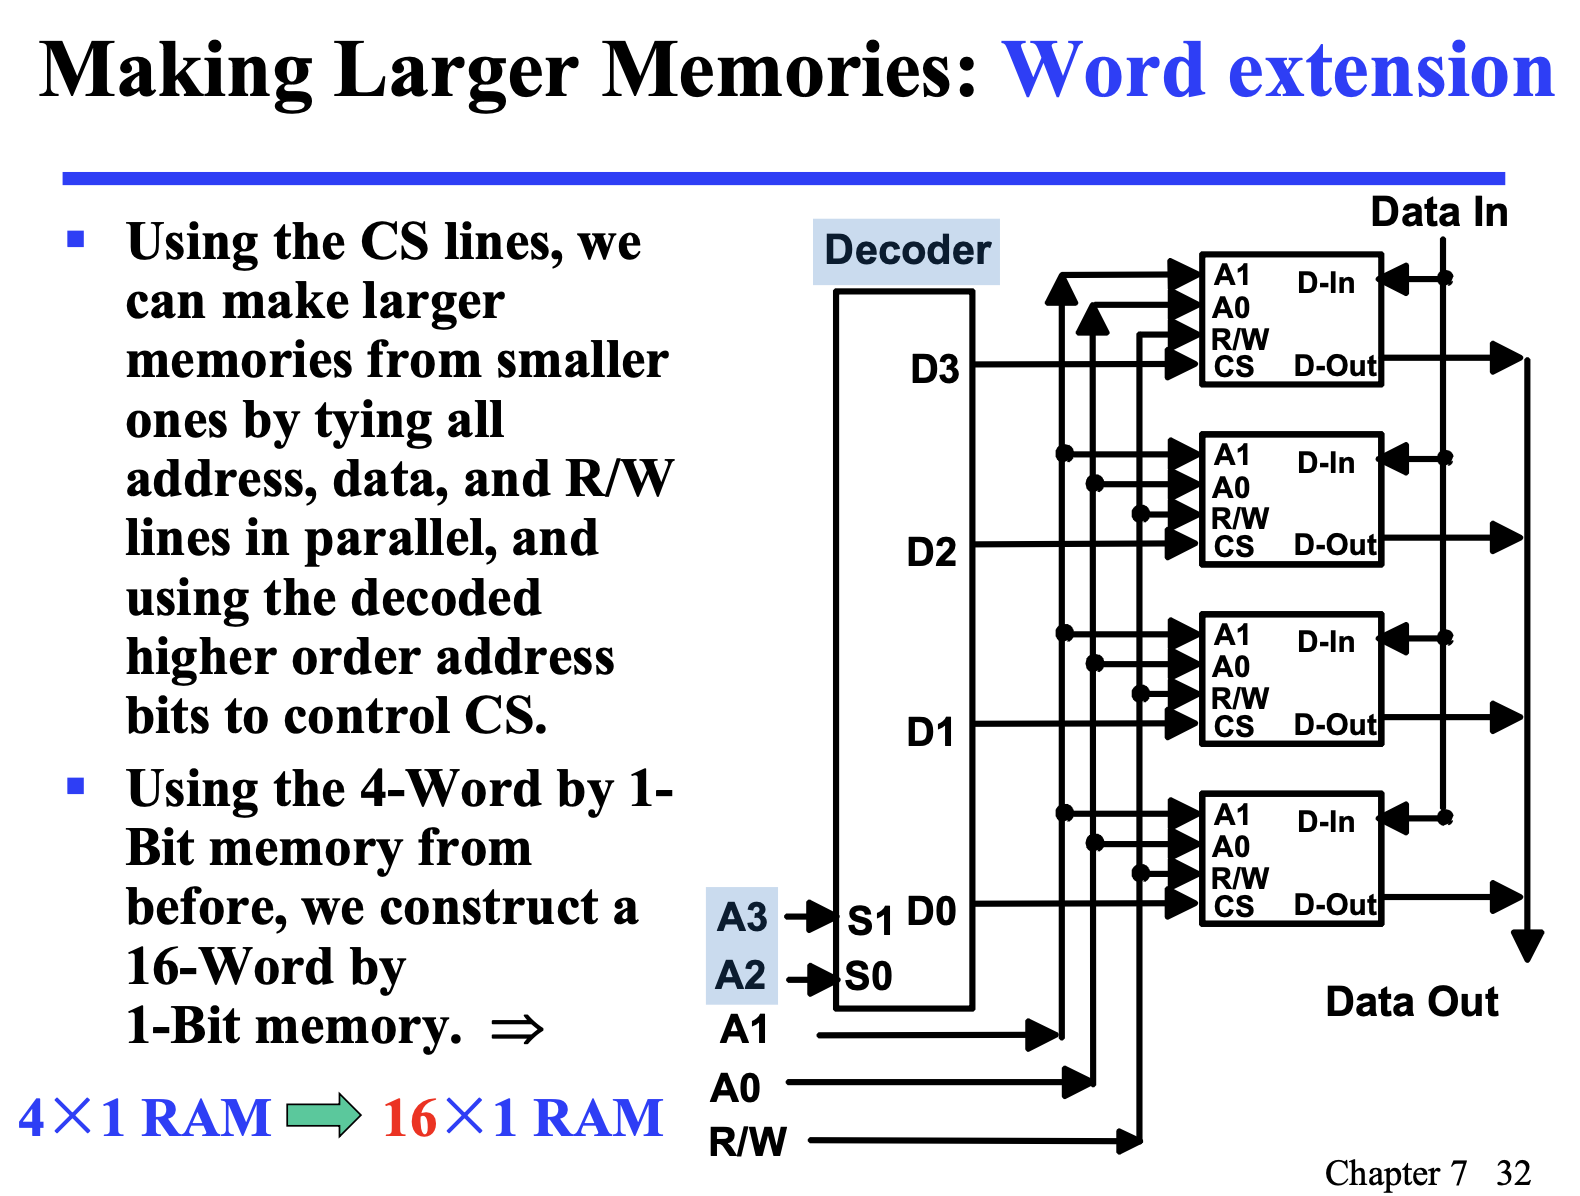 Making Larger Memories: Word extension
Using the CS lines, we
can make larger
memories from smaller
ones by tying all
address, data, and R/W
lines in parallel, and
using the decoded
higher order address
bits to control CS.
Using the 4-Word by 1-
Bit memory from
before, we construct a
16-Word by
1-Bit memory. ⇒
4×1 RAM
16×1 RAM
Decoder
D3
D2
D1
D0
S1
S0
A3
A2
A1
A0
R/W
Data In
A1
A0
R/W
CS
D-In
D-Out
A1
A0
R/W
CS
D-In
D-Out
A1
A0
R/W
CS
D-In
D-Out
A1
A0
R/W
CS
D-In
D-Out
Data Out
Chapter 7 32